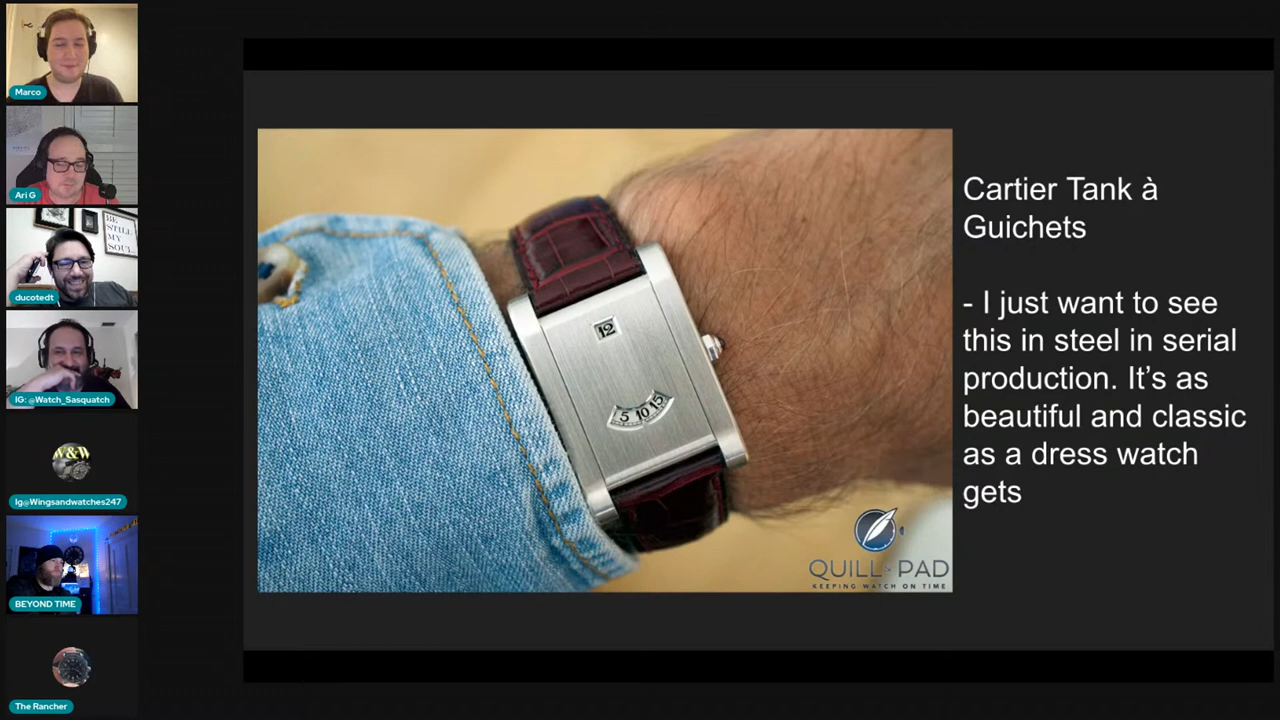 Marco
Ari G
BE
STILL
MY
SOUL
ducotedt
IG: @Watch_Sasquatch
W&W
Ig@Wingsandwatches247
BEYOND TIME
The Rancher
12
5 10 15
QUILL & PAD
KEEPING WATCH ON TIME
Cartier Tank à
Guichets
- I just want to see
this in steel in serial
production. It’s as
beautiful and classic
as a dress watch
gets